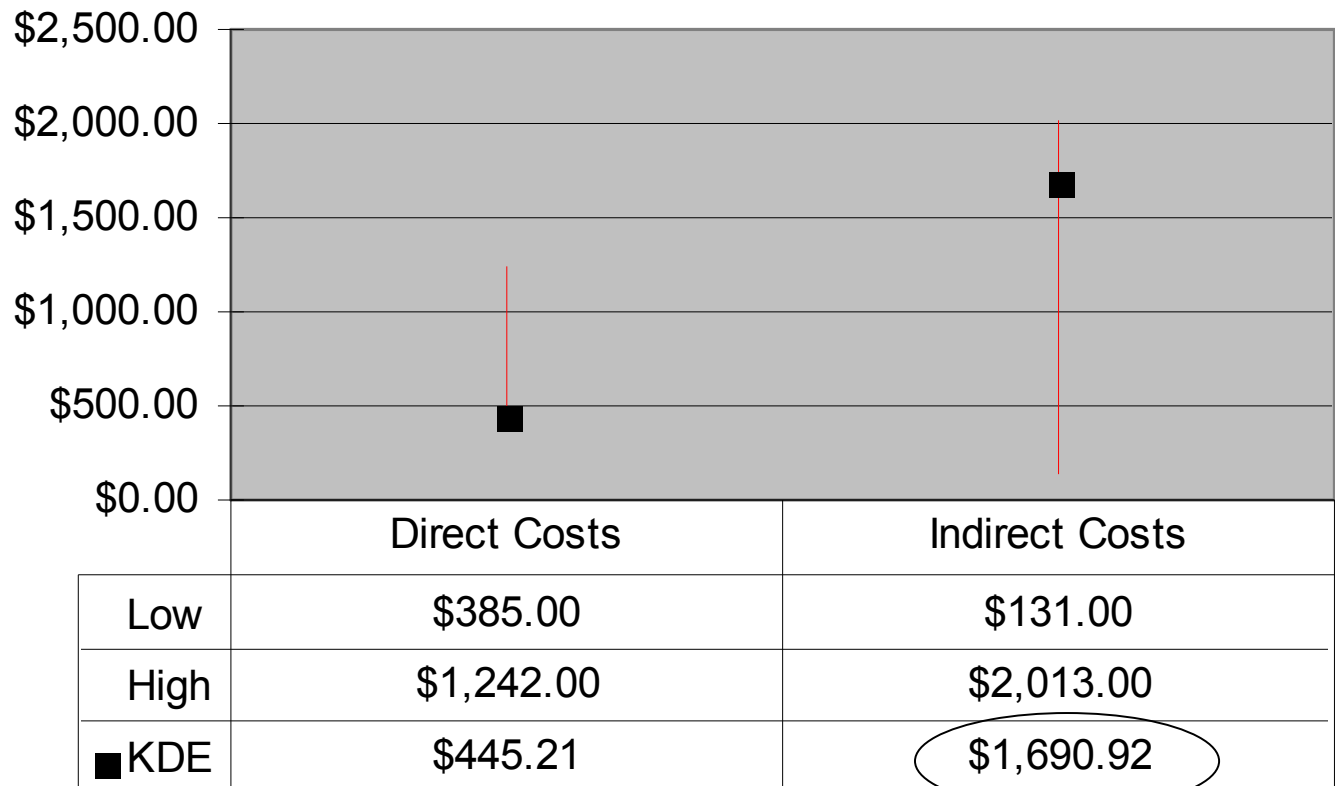 $2,500.00
$2,000.00
$1,500.00
$1,000.00
$500.00
$0.00
Direct Costs Indirect Costs
Low $385.00 $131.00
High $1,242.00 $2,013.00
KDE $445.21 $1,690.92